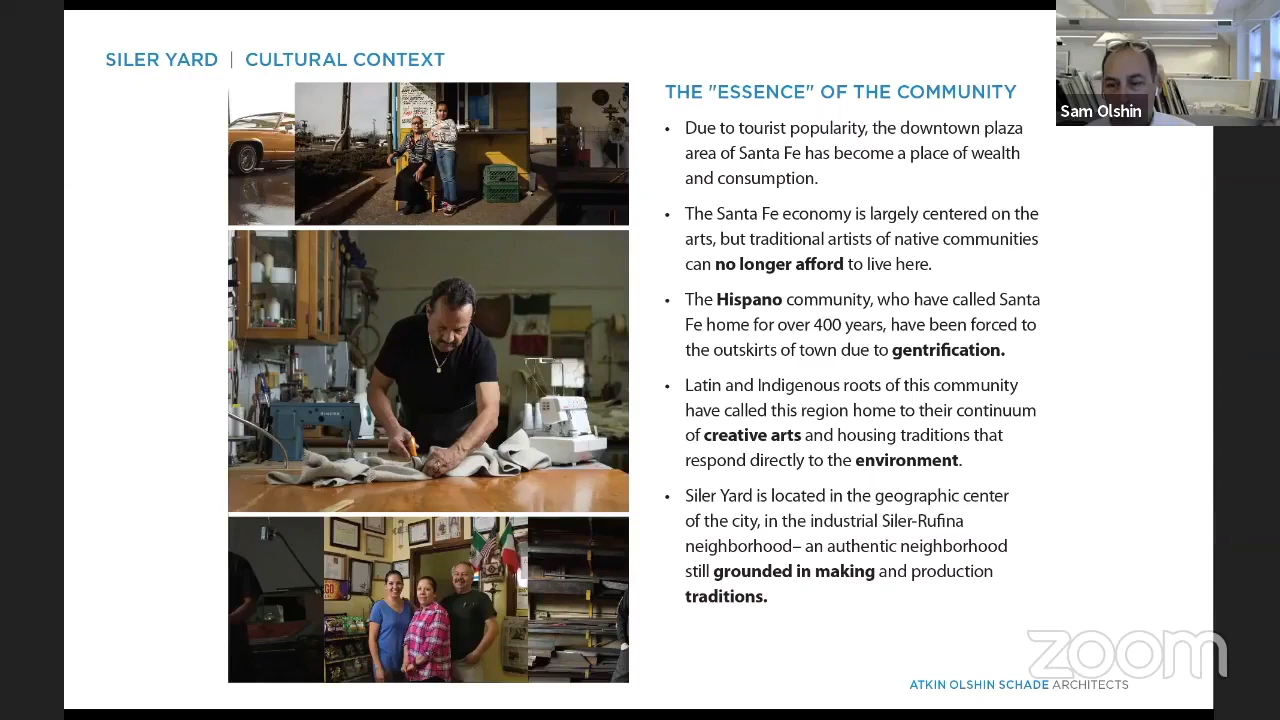 SILER YARD | CULTURAL CONTEXT
THE "ESSENCE" OF THE COMMUNITY
• Due to tourist popularity, the downtown plaza
area of Santa Fe has become a place of wealth
and consumption.
• The Santa Fe economy is largely centered on the
arts, but traditional artists of native communities
can no longer afford to live here.
• The Hispano community, who have called Santa
Fe home for over 400 years, have been forced to
the outskirts of town due to gentrification.
• Latin and Indigenous roots of this community
have called this region home to their continuum
of creative arts and housing traditions that
respond directly to the environment.
• Siler Yard is located in the geographic center
of the city, in the industrial Siler-Rufina
neighborhood– an authentic neighborhood
still grounded in making and production
traditions.
Sam Olshin
SINGER
zoom
ATKIN OLSHIN SCHADE ARCHITECTS